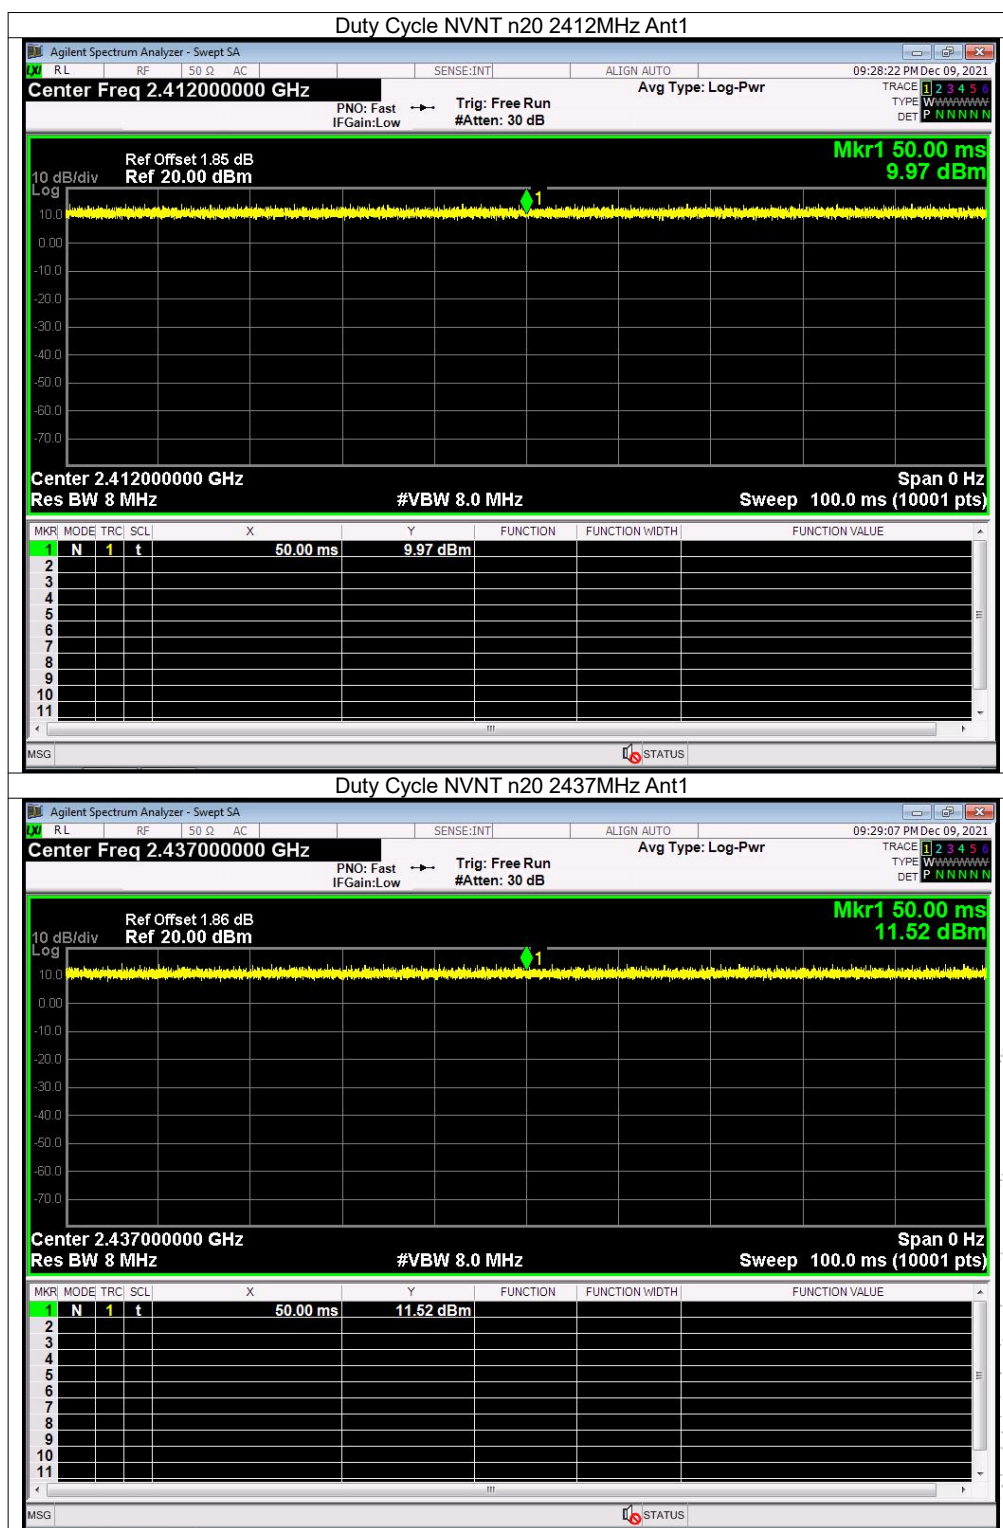 Duty Cycle NVNT n20 2412MHz Ant1
Agilent Spectrum Analyzer - Swept SA
LXI RL RF 50 Ω AC SENSE:INT ALIGN AUTO 09:28:22 PM Dec 09, 2021
Center Freq 2.412000000 GHz Avg Type: Log-Pwr TRACE 1 2 3 4 5 6
PNO: Fast Trig: Free Run TYPE WWWWWW
IFGain:Low #Atten: 30 dB DET P N N N N N
Mkr1 50.00 ms
Ref Offset 1.85 dB
10 dB/div Ref 20.00 dBm 9.97 dBm
Log
1
10.0
0.00
-10.0
-20.0
-30.0
-40.0
-50.0
-60.0
-70.0
Center 2.412000000 GHz Span 0 Hz
Res BW 8 MHz #VBW 8.0 MHz Sweep 100.0 ms (10001 pts)
MKR MODE TRC SCL X Y FUNCTION FUNCTION WIDTH FUNCTION VALUE
1 N 1 t 50.00 ms 9.97 dBm
2
3
4
5
6
7
8
9
10
11
MSG STATUS
Duty Cycle NVNT n20 2437MHz Ant1
Agilent Spectrum Analyzer - Swept SA
LXI RL RF 50 Ω AC SENSE:INT ALIGN AUTO 09:29:07 PM Dec 09, 2021
Center Freq 2.437000000 GHz Avg Type: Log-Pwr TRACE 1 2 3 4 5 6
PNO: Fast Trig: Free Run TYPE WWWWWW
IFGain:Low #Atten: 30 dB DET P N N N N N
Mkr1 50.00 ms
Ref Offset 1.86 dB
10 dB/div Ref 20.00 dBm 11.52 dBm
Log
1
10.0
0.00
-10.0
-20.0
-30.0
-40.0
-50.0
-60.0
-70.0
Center 2.437000000 GHz Span 0 Hz
Res BW 8 MHz #VBW 8.0 MHz Sweep 100.0 ms (10001 pts)
MKR MODE TRC SCL X Y FUNCTION FUNCTION WIDTH FUNCTION VALUE
1 N 1 t 50.00 ms 11.52 dBm
2
3
4
5
6
7
8
9
10
11
MSG STATUS